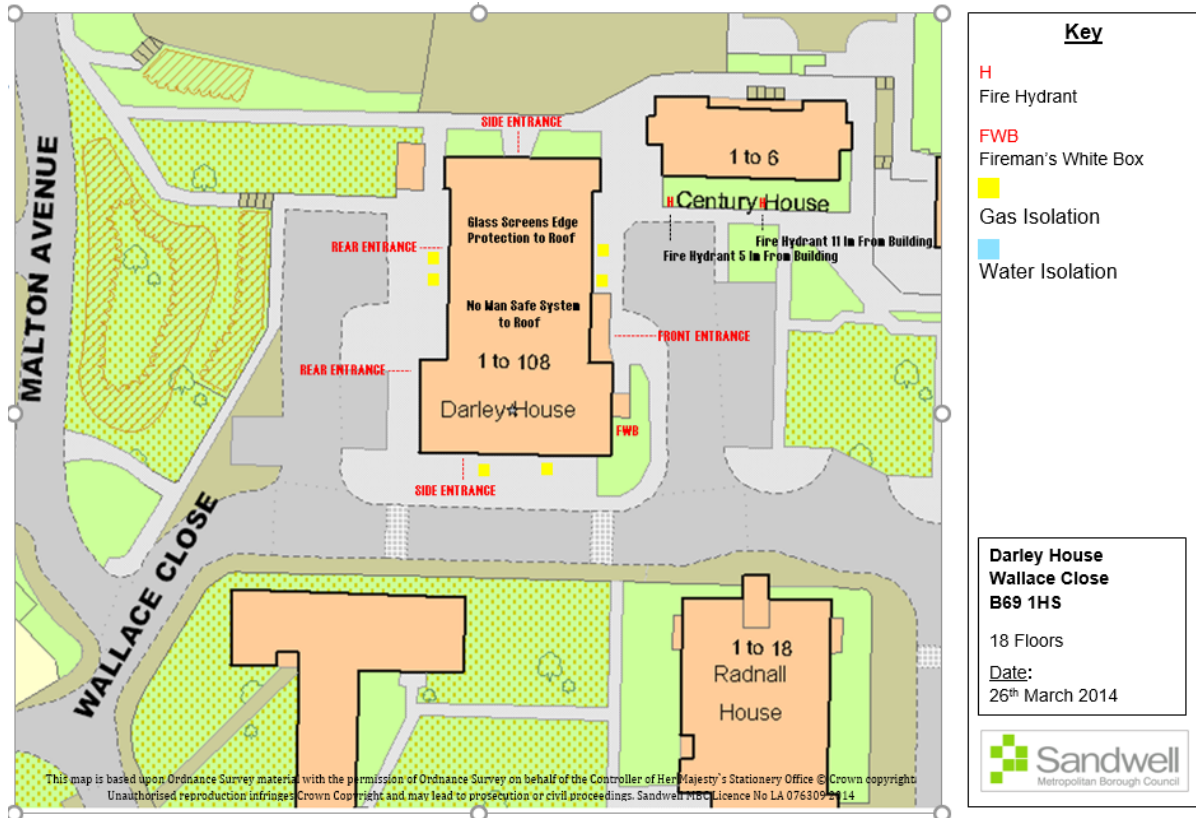 MALTON AVENUE
WALLACE CLOSE
SIDE ENTRANCE
1 to 6
Century House
H
H
Glass Screens Edge
Protection to Roof
REAR ENTRANCE
Fire Hydrant 11 m From Building
Fire Hydrant 5 m From Building
No Man Safe System
to Roof
FRONT ENTRANCE
1 to 108
REAR ENTRANCE
Darley House
FWB
SIDE ENTRANCE
1 to 18
Radnall
House
This map is based upon Ordnance Survey material with the permission of Ordnance Survey on behalf of the Controller of Her Majesty`s Stationery Office © Crown copyright.
Unauthorised reproduction infringes Crown Copyright and may lead to prosecution or civil proceedings. Sandwell MBC Licence No LA 076309 2014
Key
H
Fire Hydrant
FWB
Fireman's White Box
Gas Isolation
Water Isolation
Darley House
Wallace Close
B69 1HS
18 Floors
Date:
26th March 2014
Sandwell
Metropolitan Borough Council